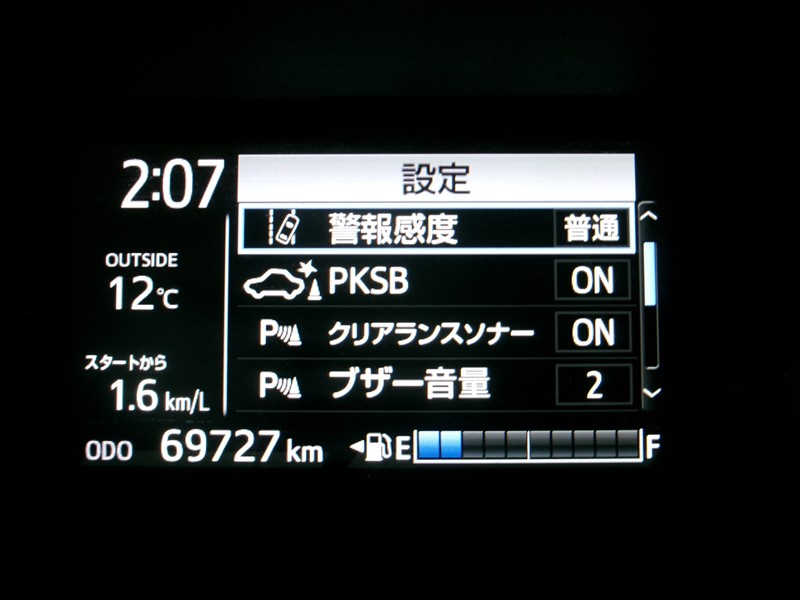 2:07
設定
警報感度 普通
OUTSIDE
12℃
PKSB ON
P クリアランスソナー ON
スタートから
1.6 km/L
P ブザー音量 2
ODO 69727 km E F